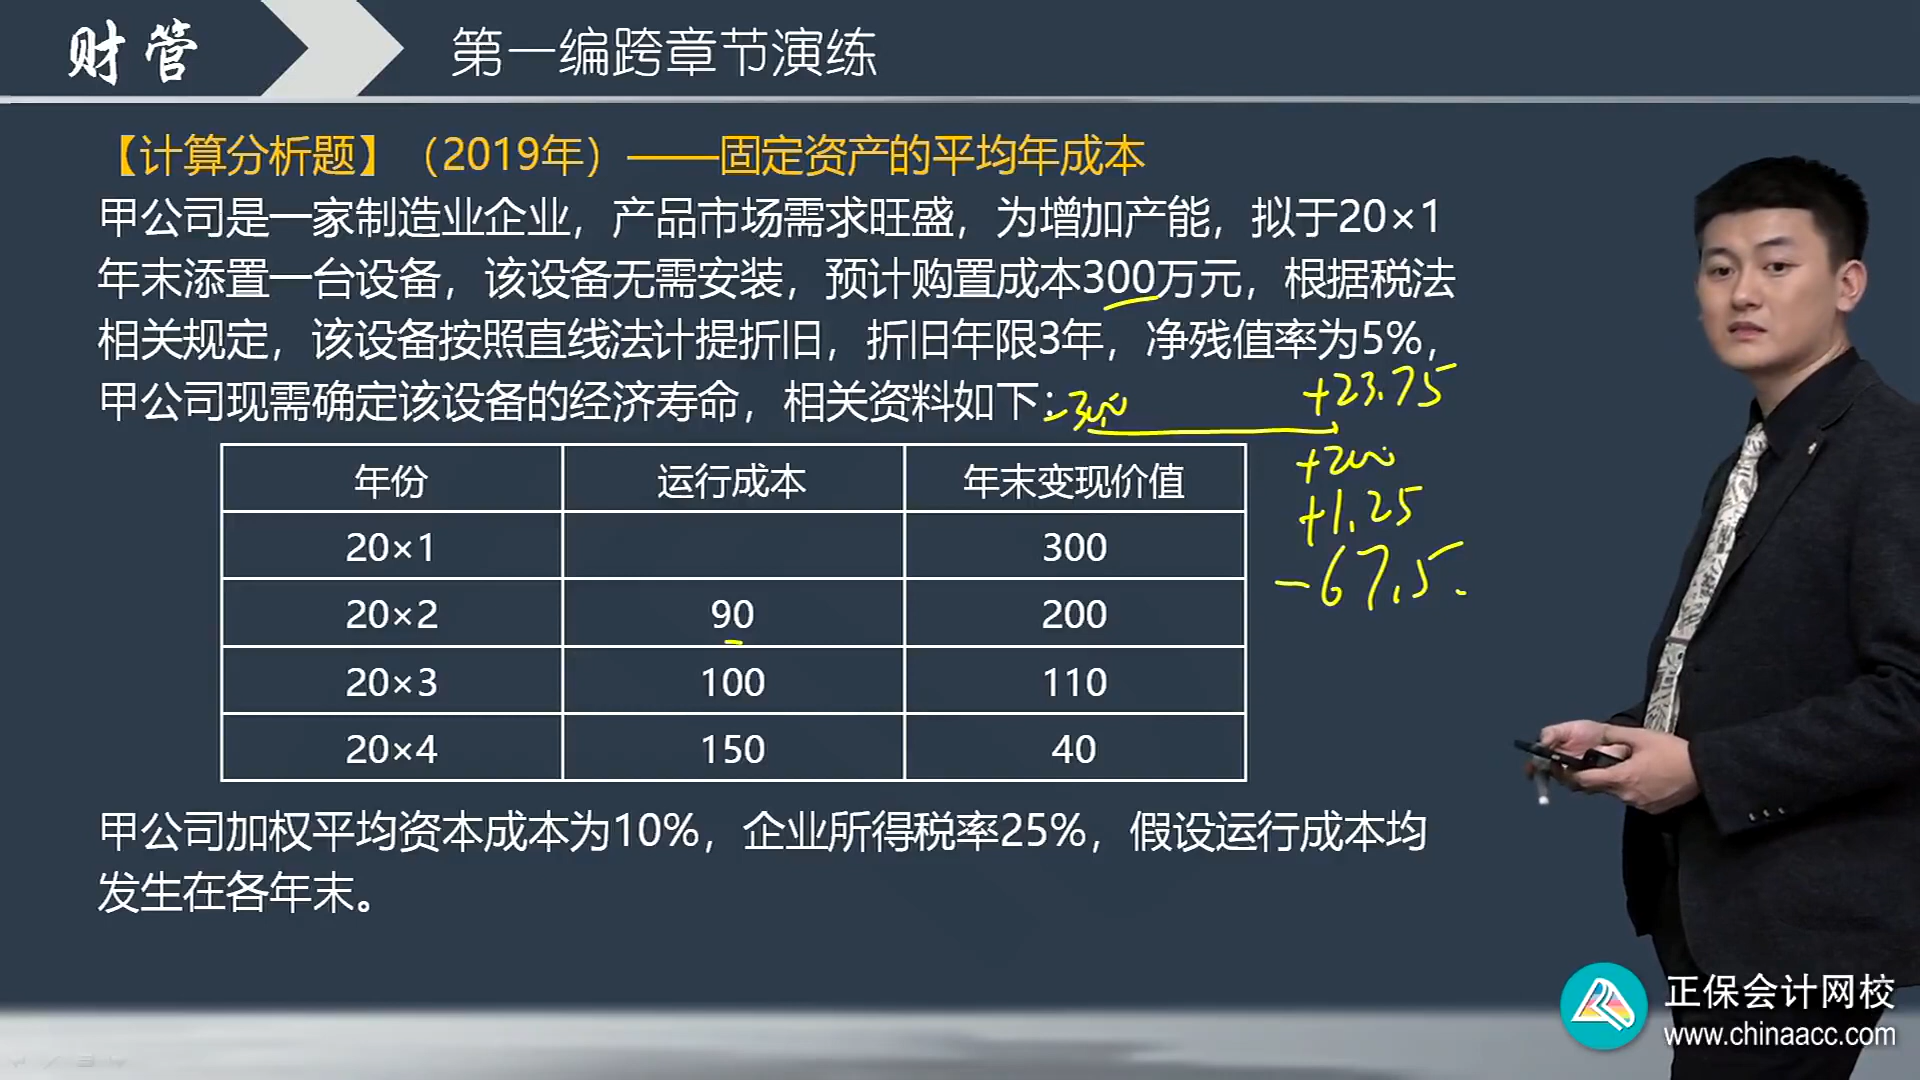 财管
第一编跨章节演练
【计算分析题】（2019年）——固定资产的平均年成本
甲公司是一家制造业企业，产品市场需求旺盛，为增加产能，拟于20×1
年末添置一台设备，该设备无需安装，预计购置成本300万元，根据税法
相关规定，该设备按照直线法计提折旧，折旧年限3年，净残值率为5%，
甲公司现需确定该设备的经济寿命，相关资料如下：
-300
+23.75
+200
+1.25
-67.5
年份 运行成本 年末变现价值
20×1 300
20×2 90 200
20×3 100 110
20×4 150 40
甲公司加权平均资本成本为10%，企业所得税率25%，假设运行成本均
发生在各年末。
正保会计网校
www.chinaacc.com